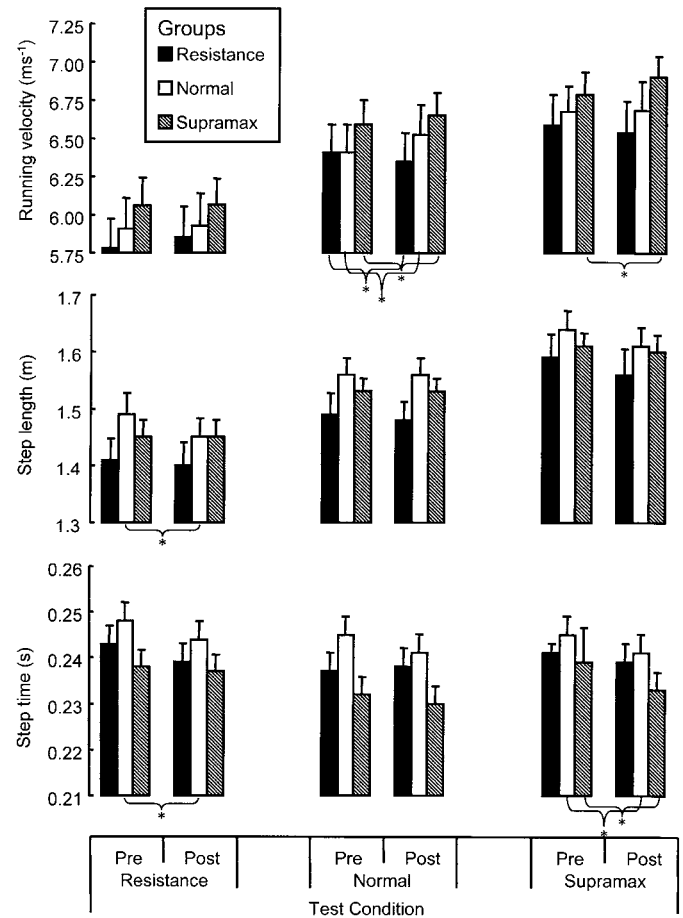 Running velocity (ms⁻¹)
7.25
7.00
6.75
6.50
6.25
6.00
5.75
Groups
Resistance
Normal
Supramax
*
*
*
Step length (m)
1.7
1.6
1.5
1.4
1.3
*
Step time (s)
0.26
0.25
0.24
0.23
0.22
0.21
*
*
*
Pre Post Pre Post Pre Post
Resistance Normal Supramax
Test Condition